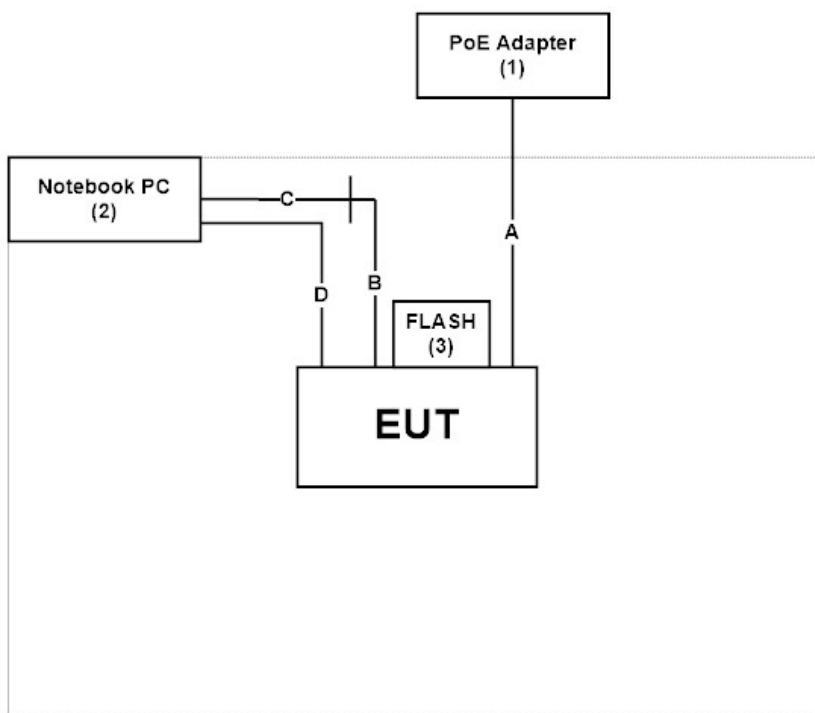 PoE Adapter
(1)
Notebook PC
(2)
C
A
D
B
FLASH
(3)
EUT